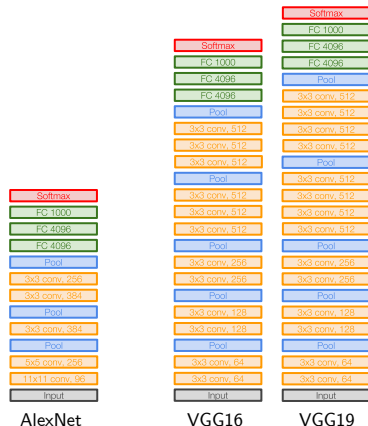 Softmax
FC 1000
FC 4096
FC 4096
Pool
3x3 conv, 256
3x3 conv, 384
Pool
3x3 conv, 384
Pool
5x5 conv, 256
11x11 conv, 96
Input
AlexNet
Softmax
FC 1000
FC 4096
FC 4096
Pool
3x3 conv, 512
3x3 conv, 512
3x3 conv, 512
Pool
3x3 conv, 512
3x3 conv, 512
3x3 conv, 512
Pool
3x3 conv, 256
3x3 conv, 256
Pool
3x3 conv, 128
3x3 conv, 128
Pool
3x3 conv, 64
3x3 conv, 64
Input
VGG16
Softmax
FC 1000
FC 4096
FC 4096
Pool
3x3 conv, 512
3x3 conv, 512
3x3 conv, 512
3x3 conv, 512
Pool
3x3 conv, 512
3x3 conv, 512
3x3 conv, 512
3x3 conv, 512
Pool
3x3 conv, 256
3x3 conv, 256
Pool
3x3 conv, 128
3x3 conv, 128
Pool
3x3 conv, 64
3x3 conv, 64
Input
VGG19